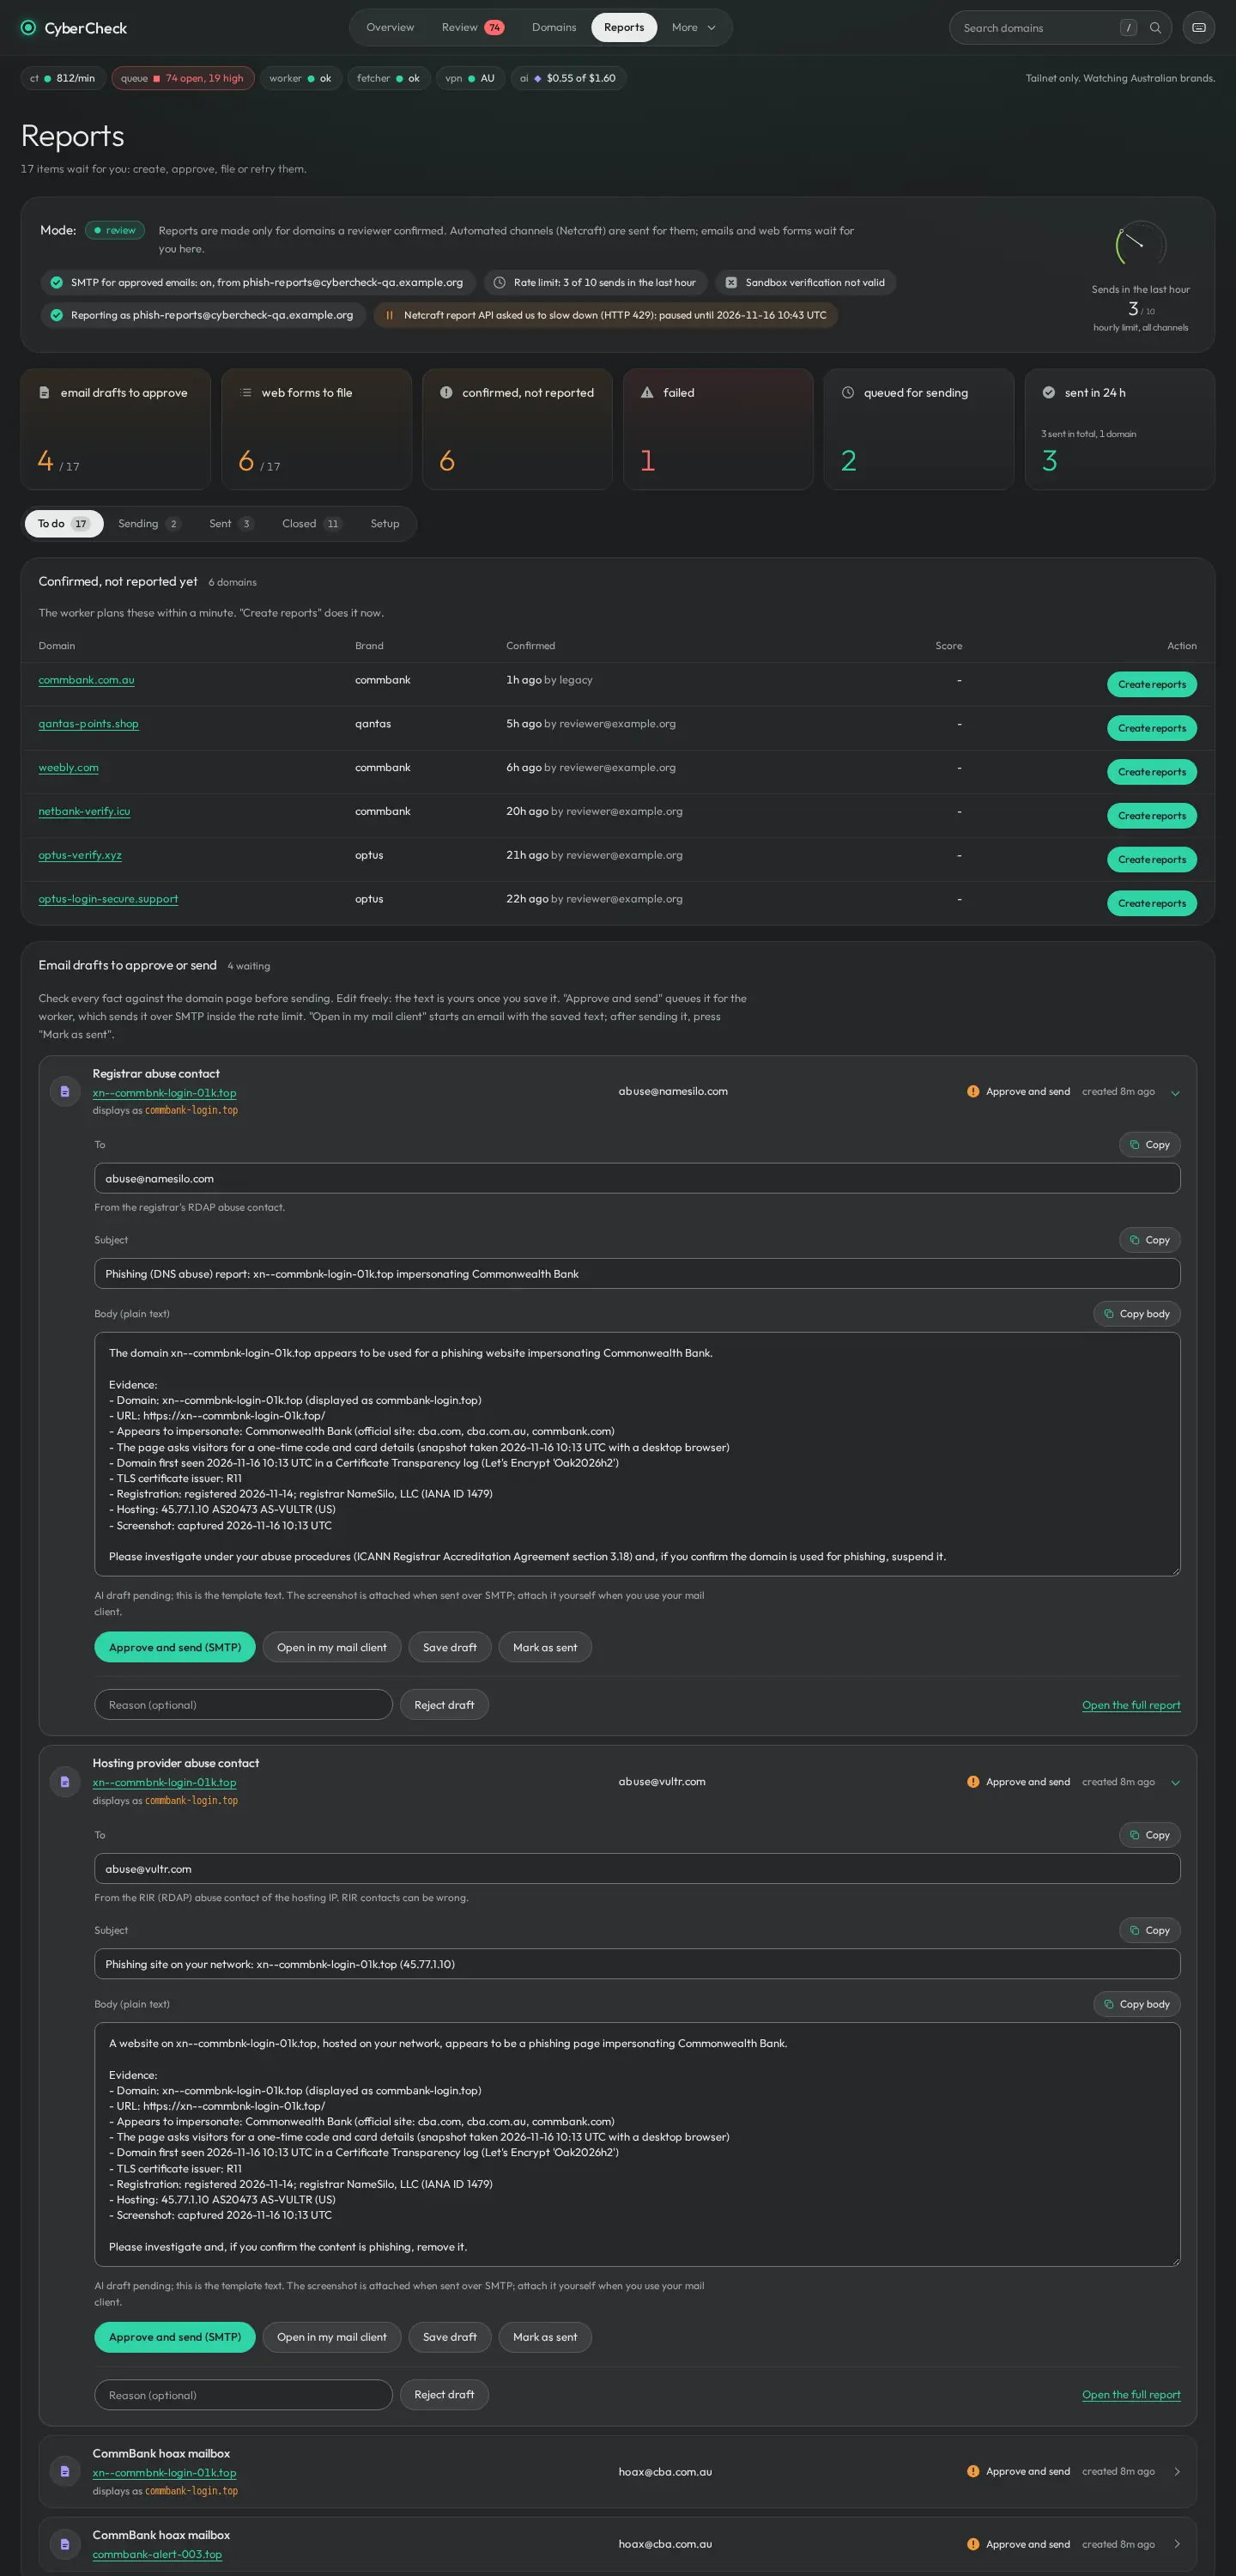 CyberCheck
Overview Review 74 Domains Reports More
Search domains /
ct 812/min queue 74 open, 19 high worker ok fetcher ok vpn AU ai $0.55 of $1.60
Tailnet only. Watching Australian brands.
Reports
17 items wait for you: create, approve, file or retry them.
Mode: review Reports are made only for domains a reviewer confirmed. Automated channels (Netcraft) are sent for them; emails and web forms wait for
you here.
SMTP for approved emails: on, from phish-reports@cybercheck-qa.example.org
Rate limit: 3 of 10 sends in the last hour
Sandbox verification not valid
Reporting as phish-reports@cybercheck-qa.example.org
Netcraft report API asked us to slow down (HTTP 429): paused until 2026-11-16 10:43 UTC
0
Sends in the last hour
3 / 10
hourly limit, all channels
email drafts to approve
4 / 17
web forms to file
6 / 17
confirmed, not reported
6
failed
1
queued for sending
2
sent in 24 h
3 sent in total, 1 domain
3
To do 17 Sending 2 Sent 3 Closed 11 Setup
Confirmed, not reported yet 6 domains
The worker plans these within a minute. "Create reports" does it now.
Domain Brand Confirmed Score Action
commbank.com.au commbank 1h ago by legacy - Create reports
qantas-points.shop qantas 5h ago by reviewer@example.org - Create reports
weebly.com commbank 6h ago by reviewer@example.org - Create reports
netbank-verify.icu commbank 20h ago by reviewer@example.org - Create reports
optus-verify.xyz optus 21h ago by reviewer@example.org - Create reports
optus-login-secure.support optus 22h ago by reviewer@example.org - Create reports
Email drafts to approve or send 4 waiting
Check every fact against the domain page before sending. Edit freely: the text is yours once you save it. "Approve and send" queues it for the
worker, which sends it over SMTP inside the rate limit. "Open in my mail client" starts an email with the saved text; after sending it, press
"Mark as sent".
Registrar abuse contact
xn--commbnk-login-01k.top
displays as commbank-login.top
abuse@namesilo.com
Approve and send created 8m ago
To Copy
abuse@namesilo.com
From the registrar's RDAP abuse contact.
Subject Copy
Phishing (DNS abuse) report: xn--commbnk-login-01k.top impersonating Commonwealth Bank
Body (plain text) Copy body
The domain xn--commbnk-login-01k.top appears to be used for a phishing website impersonating Commonwealth Bank.
Evidence:
- Domain: xn--commbnk-login-01k.top (displayed as commbank-login.top)
- URL: https://xn--commbnk-login-01k.top/
- Appears to impersonate: Commonwealth Bank (official site: cba.com, cba.com.au, commbank.com)
- The page asks visitors for a one-time code and card details (snapshot taken 2026-11-16 10:13 UTC with a desktop browser)
- Domain first seen 2026-11-16 10:13 UTC in a Certificate Transparency log (Let's Encrypt 'Oak2026h2')
- TLS certificate issuer: R11
- Registration: registered 2026-11-14; registrar NameSilo, LLC (IANA ID 1479)
- Hosting: 45.77.1.10 AS20473 AS-VULTR (US)
- Screenshot: captured 2026-11-16 10:13 UTC
Please investigate under your abuse procedures (ICANN Registrar Accreditation Agreement section 3.18) and, if you confirm the domain is used for phishing, suspend it.
AI draft pending; this is the template text. The screenshot is attached when sent over SMTP; attach it yourself when you use your mail
client.
Approve and send (SMTP) Open in my mail client Save draft Mark as sent
Reason (optional) Reject draft Open the full report
Hosting provider abuse contact
xn--commbnk-login-01k.top
displays as commbank-login.top
abuse@vultr.com
Approve and send created 8m ago
To Copy
abuse@vultr.com
From the RIR (RDAP) abuse contact of the hosting IP. RIR contacts can be wrong.
Subject Copy
Phishing site on your network: xn--commbnk-login-01k.top (45.77.1.10)
Body (plain text) Copy body
A website on xn--commbnk-login-01k.top, hosted on your network, appears to be a phishing page impersonating Commonwealth Bank.
Evidence:
- Domain: xn--commbnk-login-01k.top (displayed as commbank-login.top)
- URL: https://xn--commbnk-login-01k.top/
- Appears to impersonate: Commonwealth Bank (official site: cba.com, cba.com.au, commbank.com)
- The page asks visitors for a one-time code and card details (snapshot taken 2026-11-16 10:13 UTC with a desktop browser)
- Domain first seen 2026-11-16 10:13 UTC in a Certificate Transparency log (Let's Encrypt 'Oak2026h2')
- TLS certificate issuer: R11
- Registration: registered 2026-11-14; registrar NameSilo, LLC (IANA ID 1479)
- Hosting: 45.77.1.10 AS20473 AS-VULTR (US)
- Screenshot: captured 2026-11-16 10:13 UTC
Please investigate and, if you confirm the content is phishing, remove it.
AI draft pending; this is the template text. The screenshot is attached when sent over SMTP; attach it yourself when you use your mail
client.
Approve and send (SMTP) Open in my mail client Save draft Mark as sent
Reason (optional) Reject draft Open the full report
CommBank hoax mailbox
xn--commbnk-login-01k.top
displays as commbank-login.top
hoax@cba.com.au
Approve and send created 8m ago
CommBank hoax mailbox
commbank-alert-003.top
hoax@cba.com.au
Approve and send created 8m ago